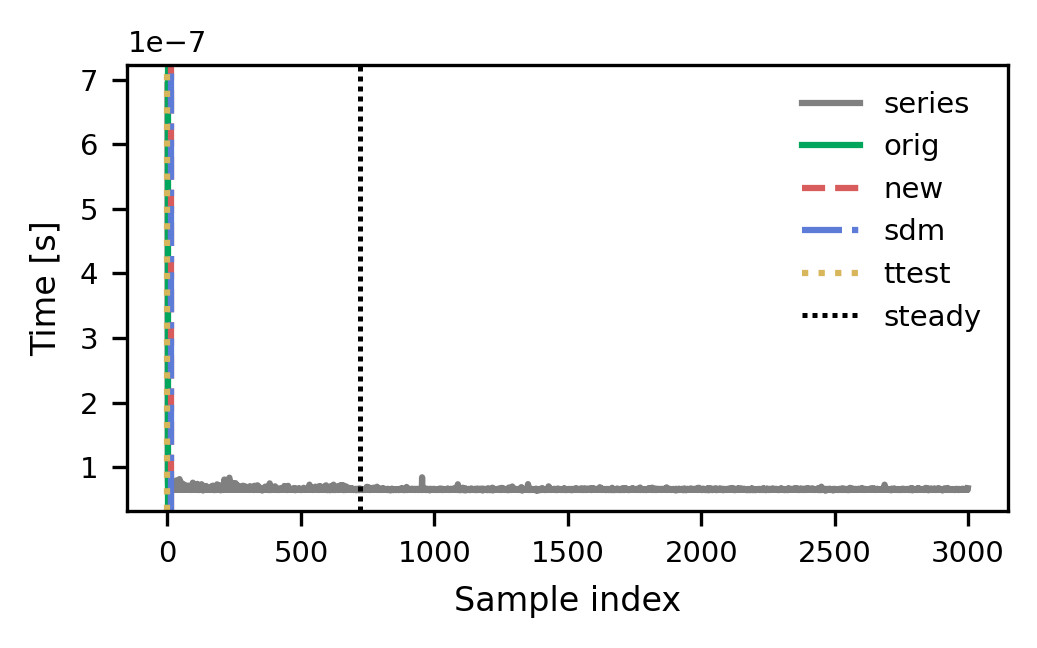 1e−7
7
6
5
4
3
2
1
Time [s]
series
orig
new
sdm
ttest
steady
0 500 1000 1500 2000 2500 3000
Sample index